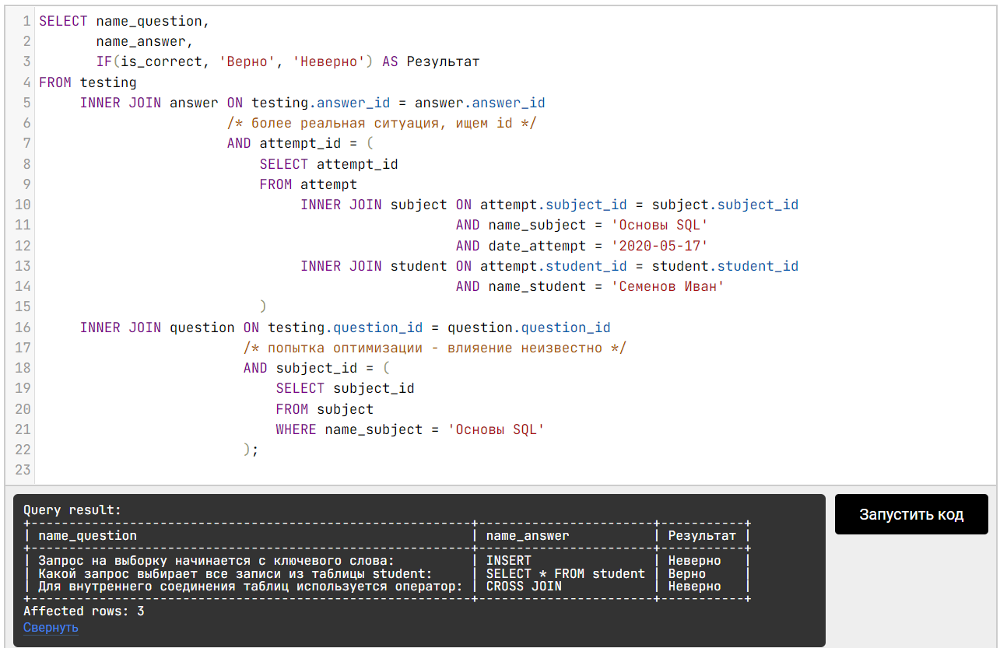 1 SELECT name_question,
2        name_answer,
3        IF(is_correct, 'Верно', 'Неверно') AS Результат
4 FROM testing
5      INNER JOIN answer ON testing.answer_id = answer.answer_id
6                        /* более реальная ситуация, ищем id */
7                        AND attempt_id = (
8                            SELECT attempt_id
9                            FROM attempt
10                                INNER JOIN subject ON attempt.subject_id = subject.subject_id
11                                                   AND name_subject = 'Основы SQL'
12                                                   AND date_attempt = '2020-05-17'
13                                INNER JOIN student ON attempt.student_id = student.student_id
14                                                   AND name_student = 'Семенов Иван'
15                           )
16     INNER JOIN question ON testing.question_id = question.question_id
17                         /* попытка оптимизации - влияение неизвестно */
18                         AND subject_id = (
19                             SELECT subject_id
20                             FROM subject
21                             WHERE name_subject = 'Основы SQL'
22                         );
23
Query result:
+-----------------------------------------------------------+-----------------------+-----------+
| name_question                                             | name_answer           | Результат |
+-----------------------------------------------------------+-----------------------+-----------+
| Запрос на выборку начинается с ключевого слова:           | INSERT                | Неверно   |
| Какой запрос выбирает все записи из таблицы student:      | SELECT * FROM student | Верно     |
| Для внутреннего соединения таблиц используется оператор:  | CROSS JOIN            | Неверно   |
+-----------------------------------------------------------+-----------------------+-----------+
Affected rows: 3
Свернуть
Запустить код